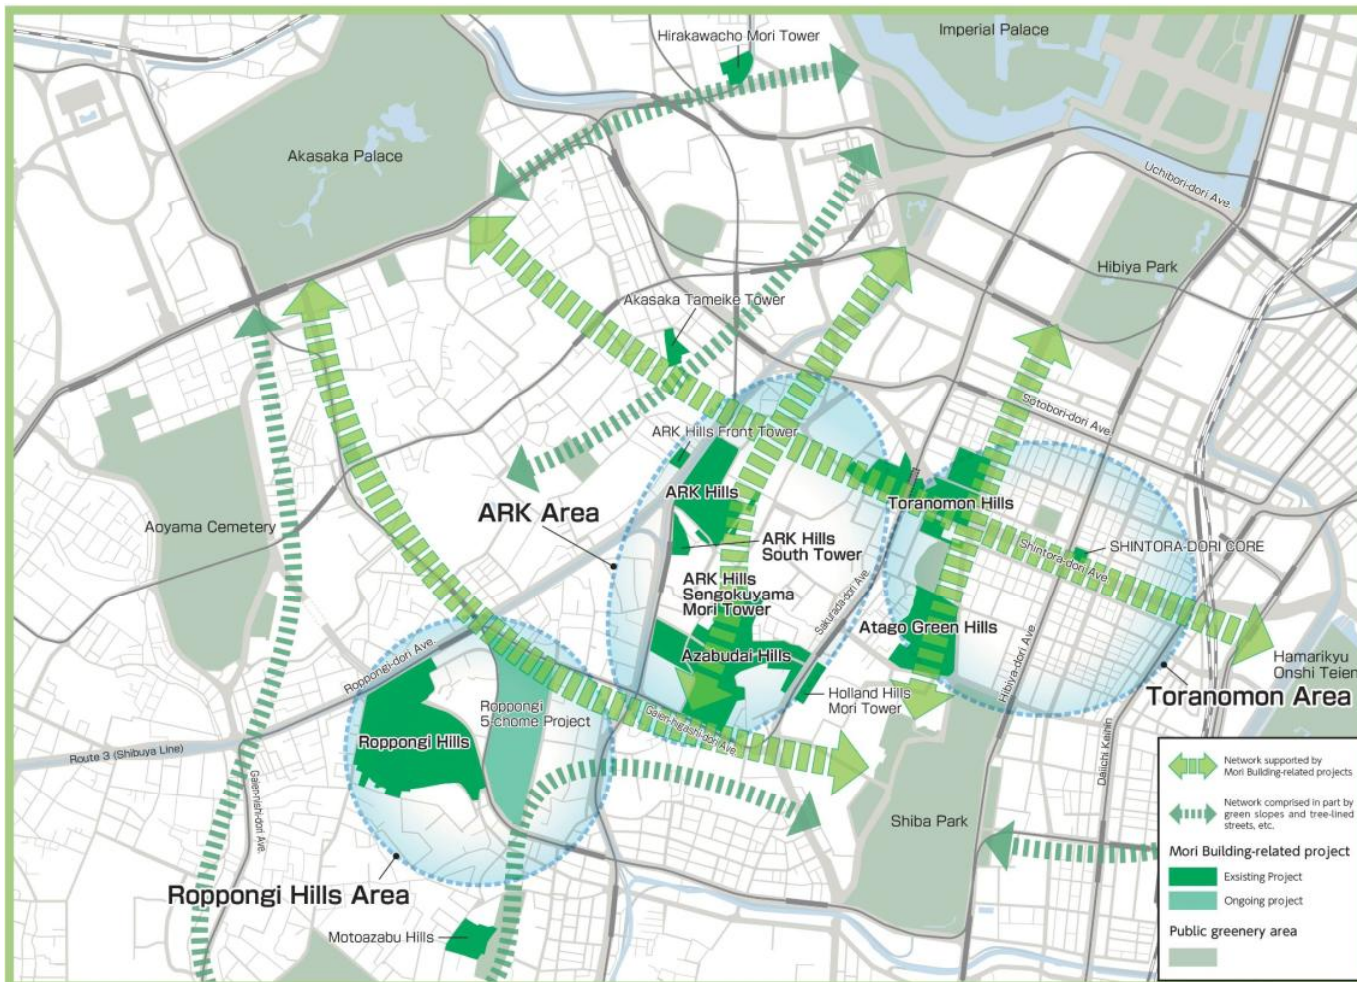 Hirakawacho Mori Tower
Imperial Palace
Akasaka Palace
Uchibori-dori Ave.
Hibiya Park
Akasaka Tameike Tower
Sotobori-dori Ave.
ARK Hills Front Tower
ARK Hills
ARK Area
Toranomon Hills
Aoyama Cemetery
ARK Hills
South Tower
SHINTORA-DORI CORE
Shintora-dori Ave.
ARK Hills
Sengokuyama
Mori Tower
Sakurada-dori Ave.
Atago Green Hills
Azabudai Hills
Hibiya-dori Ave.
Hamarikyu
Onshi Teien
Roppongi-dori Ave.
Holland Hills
Mori Tower
Toranomon Area
Roppongi
5-chome Project
Gaien-higashi-dori Ave.
Roppongi Hills
Route 3 (Shibuya Line)
Daiichi Keihin
Gaien-nishi-dori Ave.
Shiba Park
Roppongi Hills Area
Motoazabu Hills
Network supported by
Mori Building-related projects
Network comprised in part by
green slopes and tree-lined
streets, etc.
Mori Building-related project
Exsisting Project
Ongoing project
Public greenery area